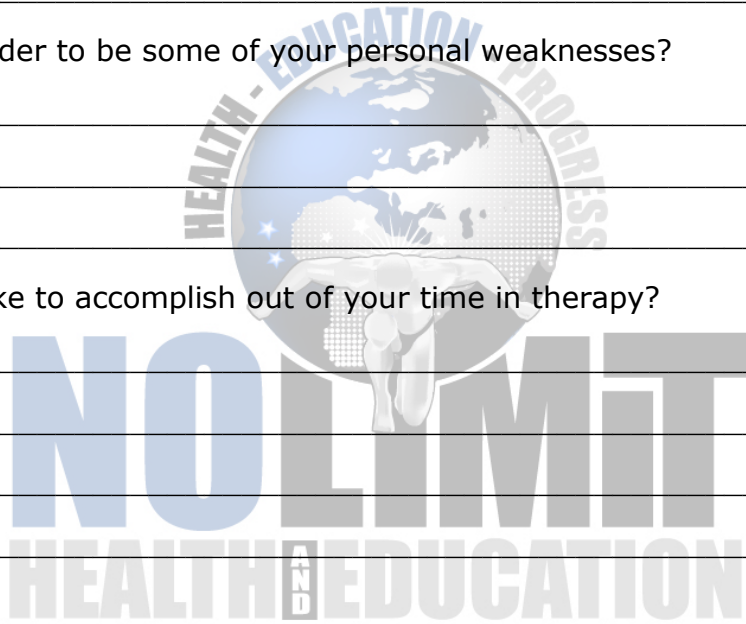 der to be some of your personal weaknesses?
HEALTH - EDUCATION - PROGRESS
ke to accomplish out of your time in therapy?
NO LIMiT
HEALTH AND EDUCATION